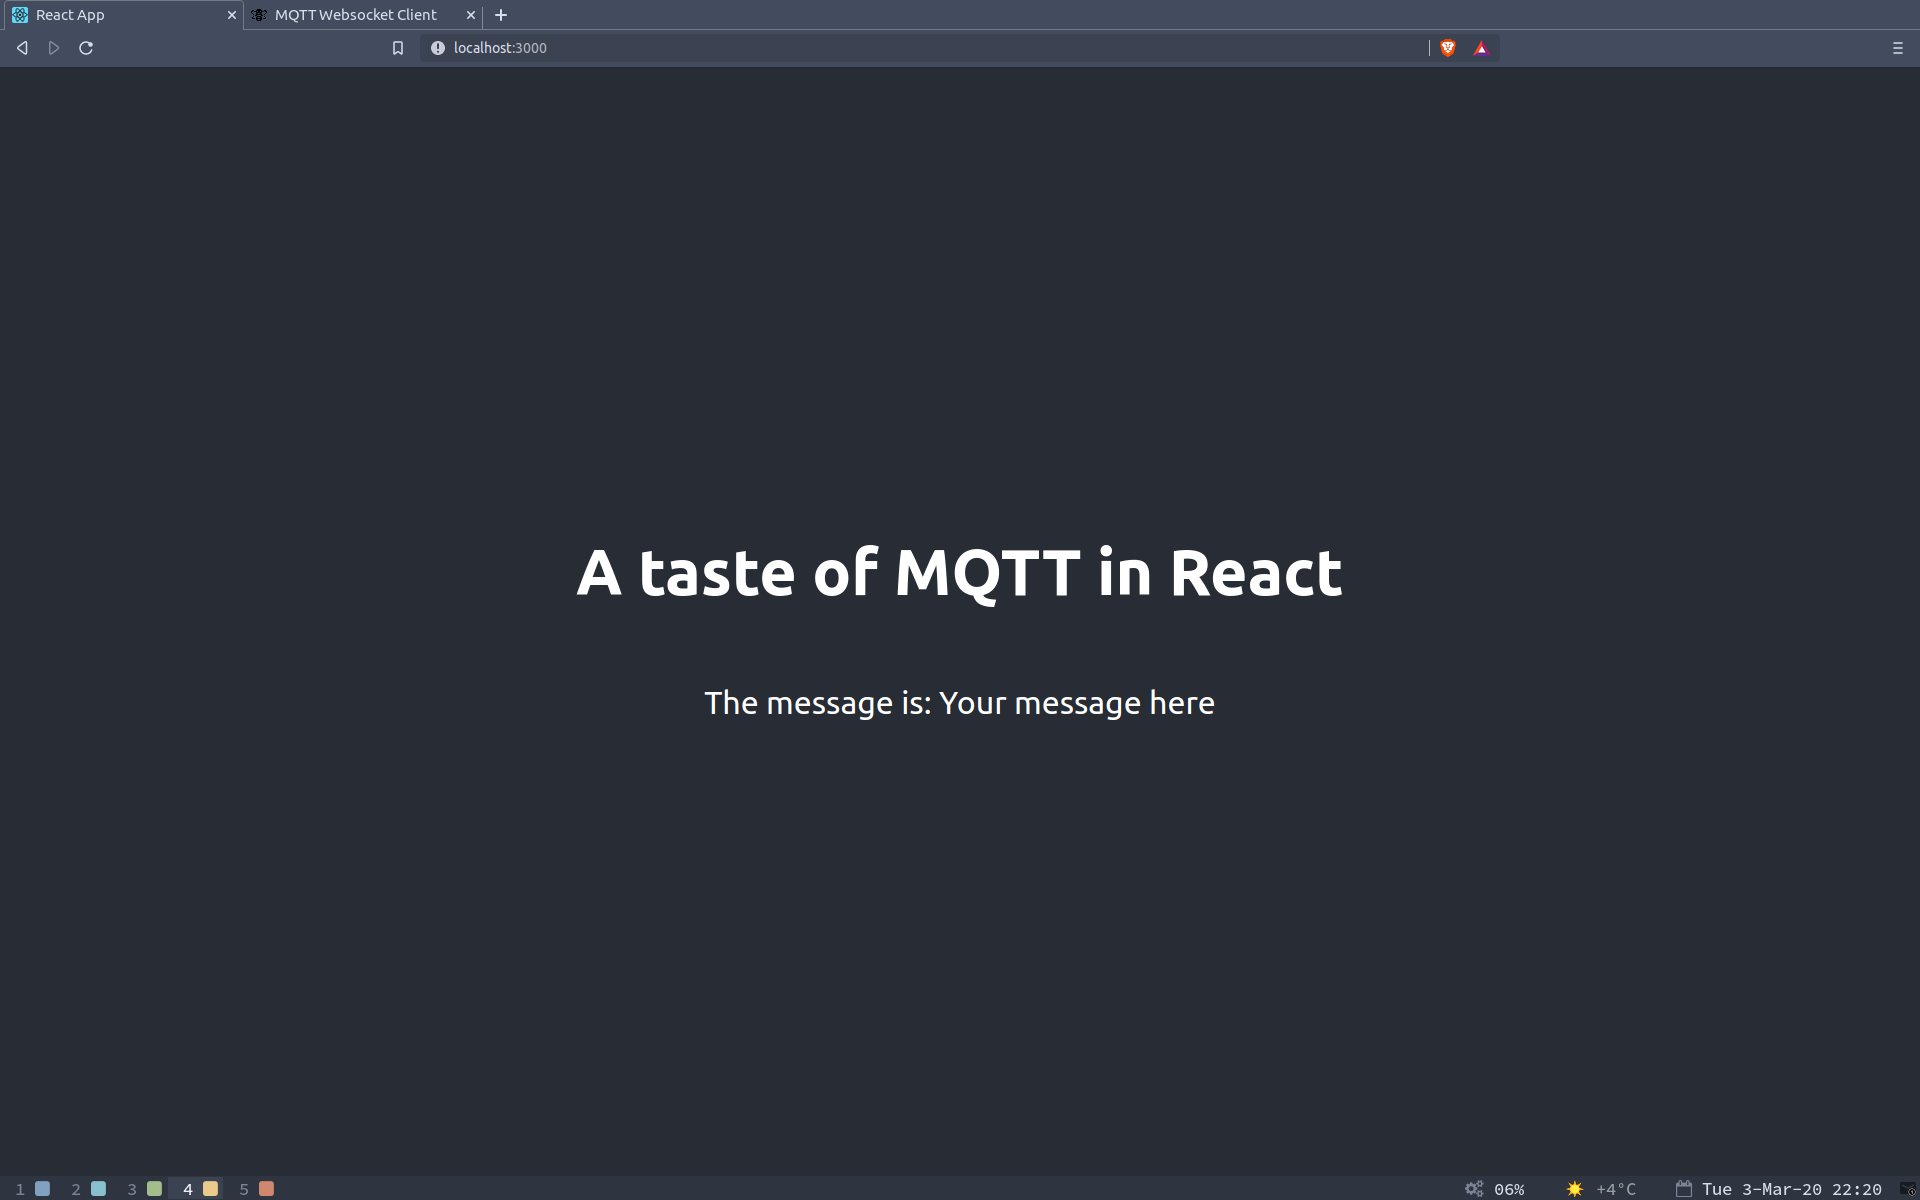 React App
MQTT Websocket Client
localhost:3000
A taste of MQTT in React
The message is: Your message here
1 2 3 4 5 06% +4°C Tue 3-Mar-20 22:20